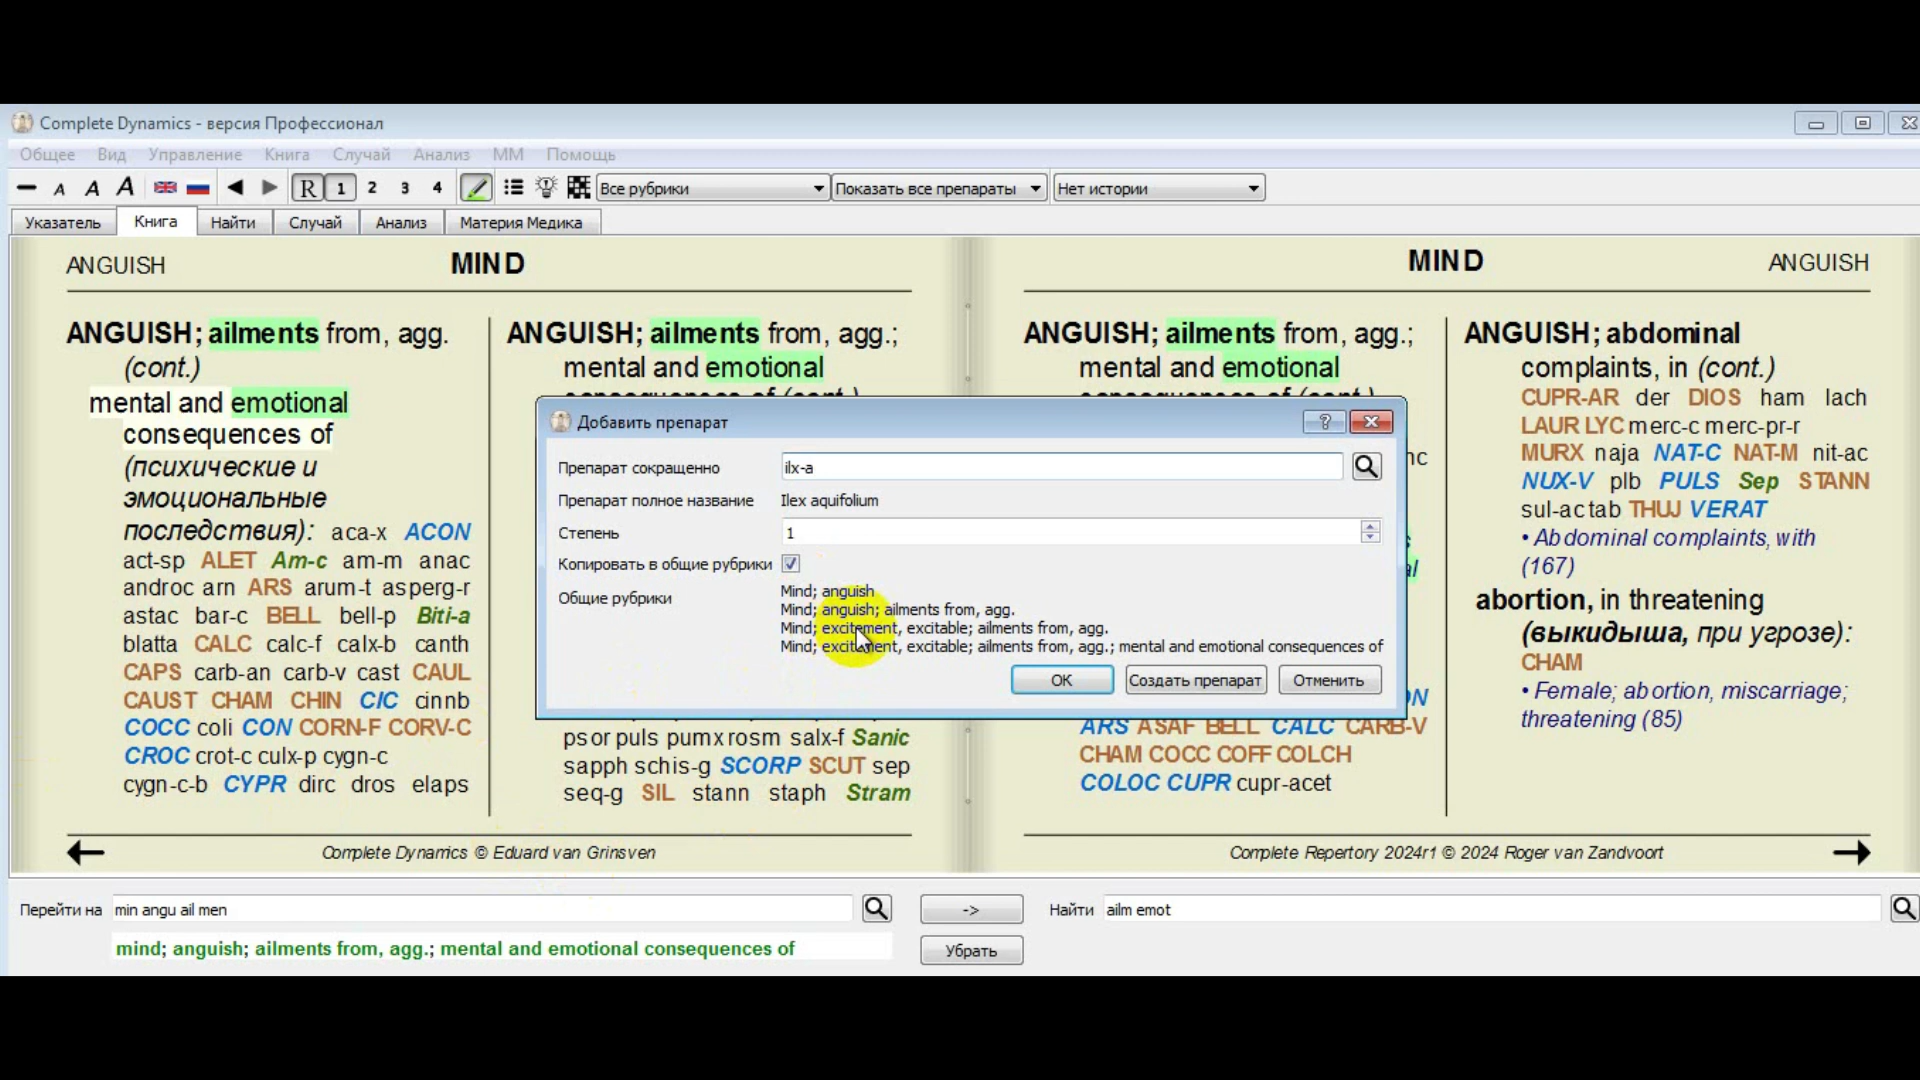 Complete Dynamics - версия Профессионал
Общее Вид Управление Книга Случай Анализ ММ Помощь
A A A R 1 2 3 4 Все рубрики Показать все препараты Нет истории
Указатель Книга Найти Случай Анализ Материя Медика
ANGUISH MIND
ANGUISH; ailments from, agg.
(cont.)
mental and emotional
consequences of
(психические и
эмоциональные
последствия): aca-x ACON
act-sp ALET Am-c am-m anac
androc arn ARS arum-t asperg-r
astac bar-c BELL bell-p Biti-a
blatta CALC calc-f calx-b canth
CAPS carb-an carb-v cast CAUL
CAUST CHAM CHIN CIC cinnb
COCC coli CON CORN-F CORV-C
CROC crot-c culx-p cygn-c
cygn-c-b CYPR dirc dros elaps
ANGUISH; ailments from, agg.;
mental and emotional
consequences of (cont.)
psor puls pumx rosm salx-f Sanic
sapph schis-g SCORP SCUT sep
seq-g SIL stann staph Stram
Complete Dynamics © Eduard van Grinsven
MIND ANGUISH
ANGUISH; ailments from, agg.;
mental and emotional
consequences of (cont.)
ARS ASAF BELL CALC CARB-V
CHAM COCC COFF COLCH
COLOC CUPR cupr-acet
ANGUISH; abdominal
complaints, in (cont.)
CUPR-AR der DIOS ham lach
LAUR LYC merc-c merc-pr-r
MURX naja NAT-C NAT-M nit-ac
NUX-V plb PULS Sep STANN
sul-ac tab THUJ VERAT
• Abdominal complaints, with
(167)
abortion, in threatening
(выкидыша, при угрозе):
CHAM
• Female; abortion, miscarriage;
threatening (85)
Complete Repertory 2024r1 © 2024 Roger van Zandvoort
Добавить препарат
Препарат сокращенно ilx-a
Препарат полное название Ilex aquifolium
Степень 1
Копировать в общие рубрики
Общие рубрики Mind; anguish
Mind; anguish; ailments from, agg.
Mind; excitement, excitable; ailments from, agg.
Mind; excitement, excitable; ailments from, agg.; mental and emotional consequences of
OK Создать препарат Отменить
Перейти на min angu ail men -> Найти ailm emot
mind; anguish; ailments from, agg.; mental and emotional consequences of Убрать